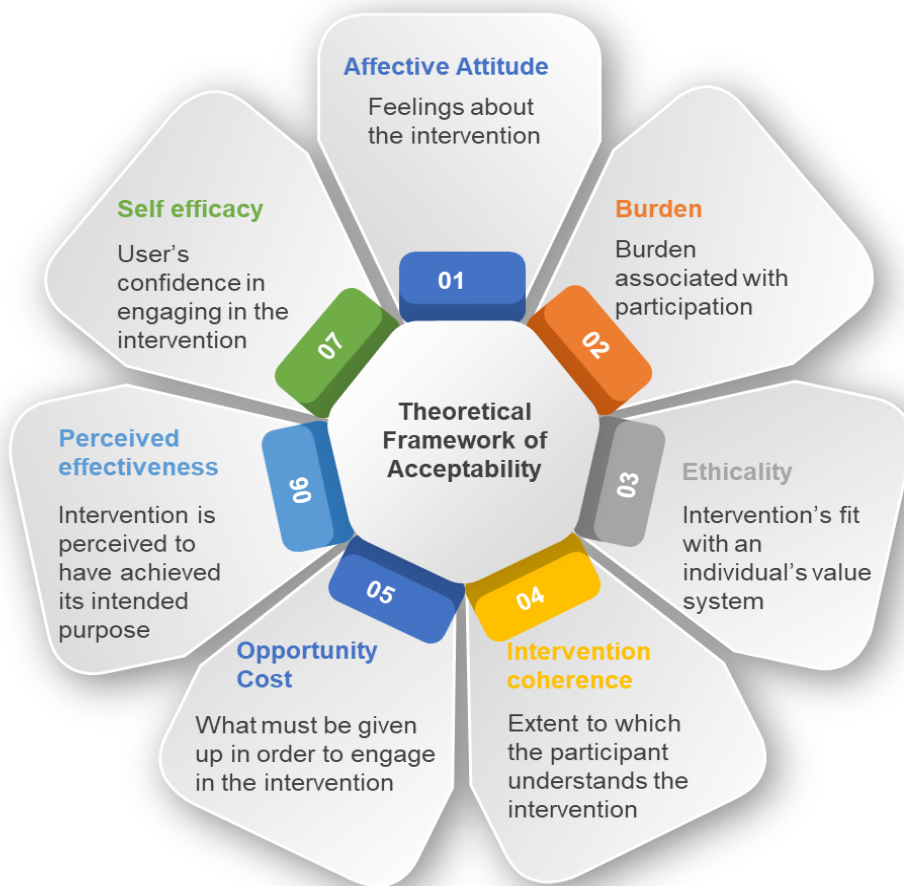 Theoretical
Framework of
Acceptability
01
Affective Attitude
Feelings about
the intervention
02
Burden
Burden
associated with
participation
03
Ethicality
Intervention’s fit
with an
individual’s value
system
04
Intervention
coherence
Extent to which
the participant
understands the
intervention
05
Opportunity
Cost
What must be given
up in order to engage
in the intervention
06
Perceived
effectiveness
Intervention is
perceived to
have achieved
its intended
purpose
07
Self efficacy
User’s
confidence in
engaging in the
intervention